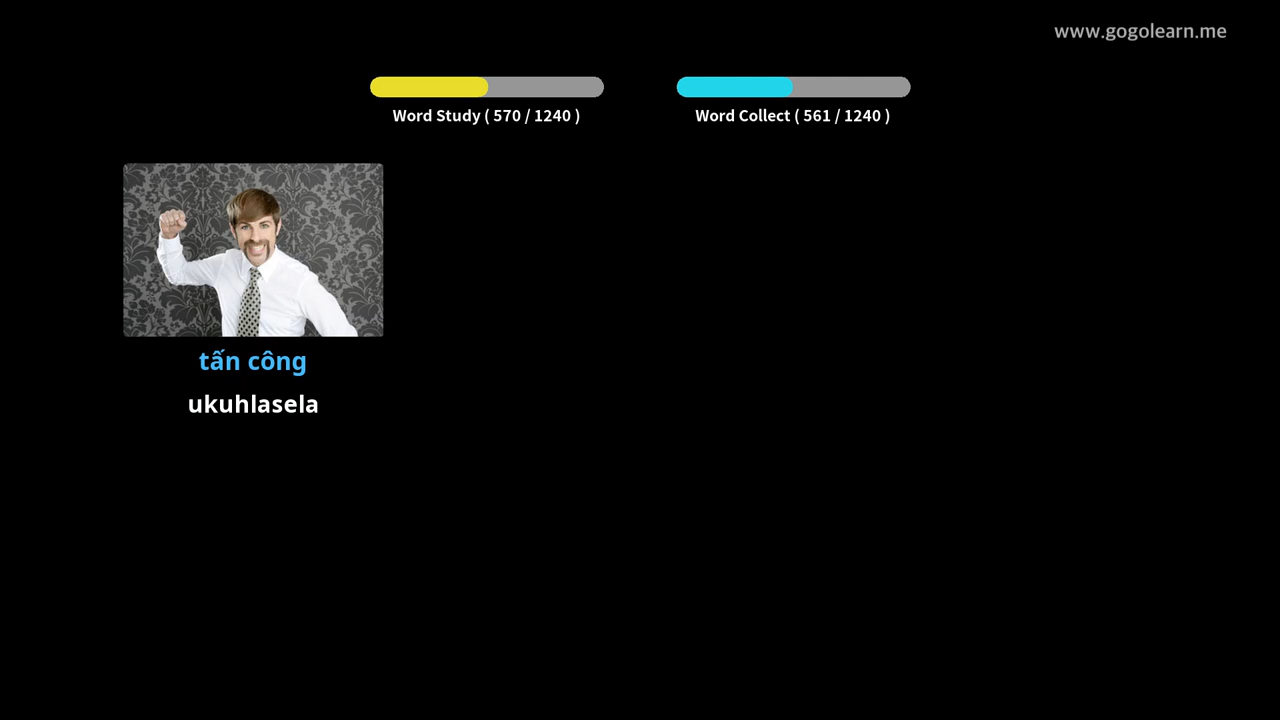 www.gogolearn.me
Word Study ( 570 / 1240 )
Word Collect ( 561 / 1240 )
tấn công
ukuhlasela